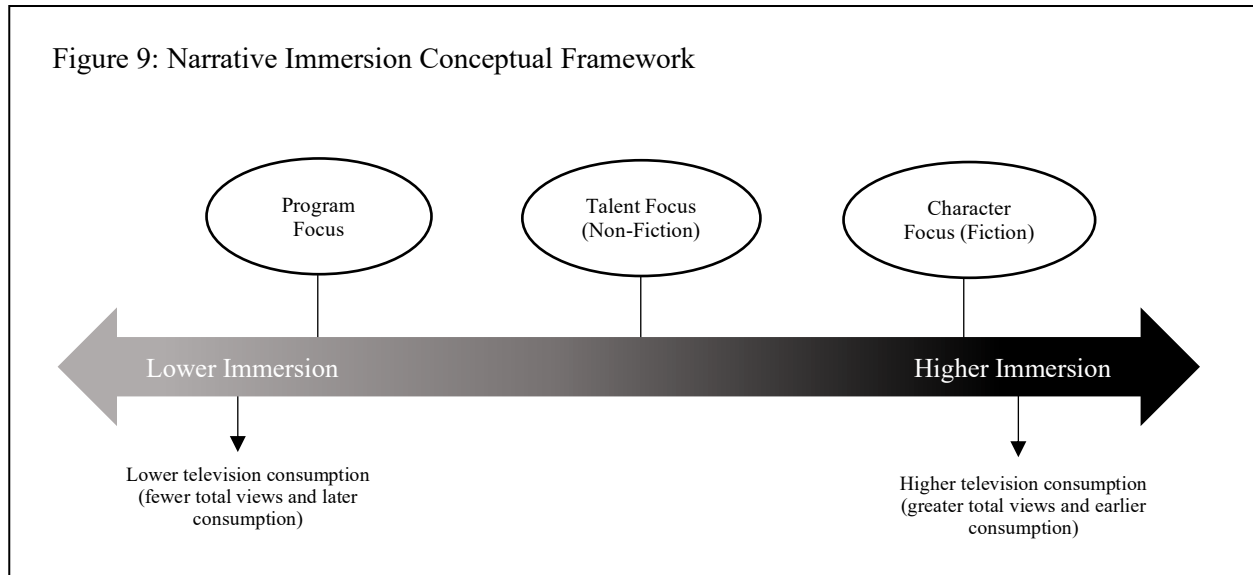 Figure 9: Narrative Immersion Conceptual Framework
Program
Focus
Talent Focus
(Non-Fiction)
Character
Focus (Fiction)
Lower Immersion
Higher Immersion
Lower television consumption
(fewer total views and later
consumption)
Higher television consumption
(greater total views and earlier
consumption)